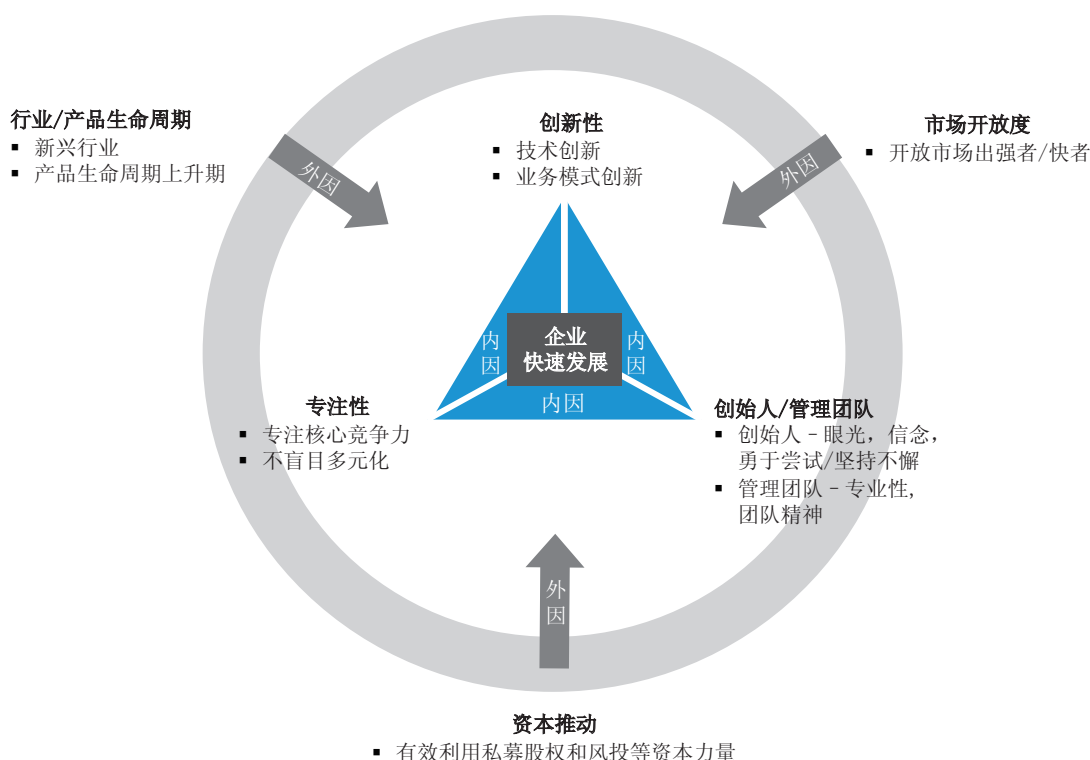 行业/产品生命周期
▪ 新兴行业
▪ 产品生命周期上升期
外因
创新性
▪ 技术创新
▪ 业务模式创新
市场开放度
▪ 开放市场出强者/快者
外因
内因
企业
快速发展
内因
内因
专注性
▪ 专注核心竞争力
▪ 不盲目多元化
创始人/管理团队
▪ 创始人–眼光，信念，
勇于尝试/坚持不懈
▪ 管理团队–专业性,
团队精神
外因
资本推动
▪ 有效利用私募股权和风投等资本力量